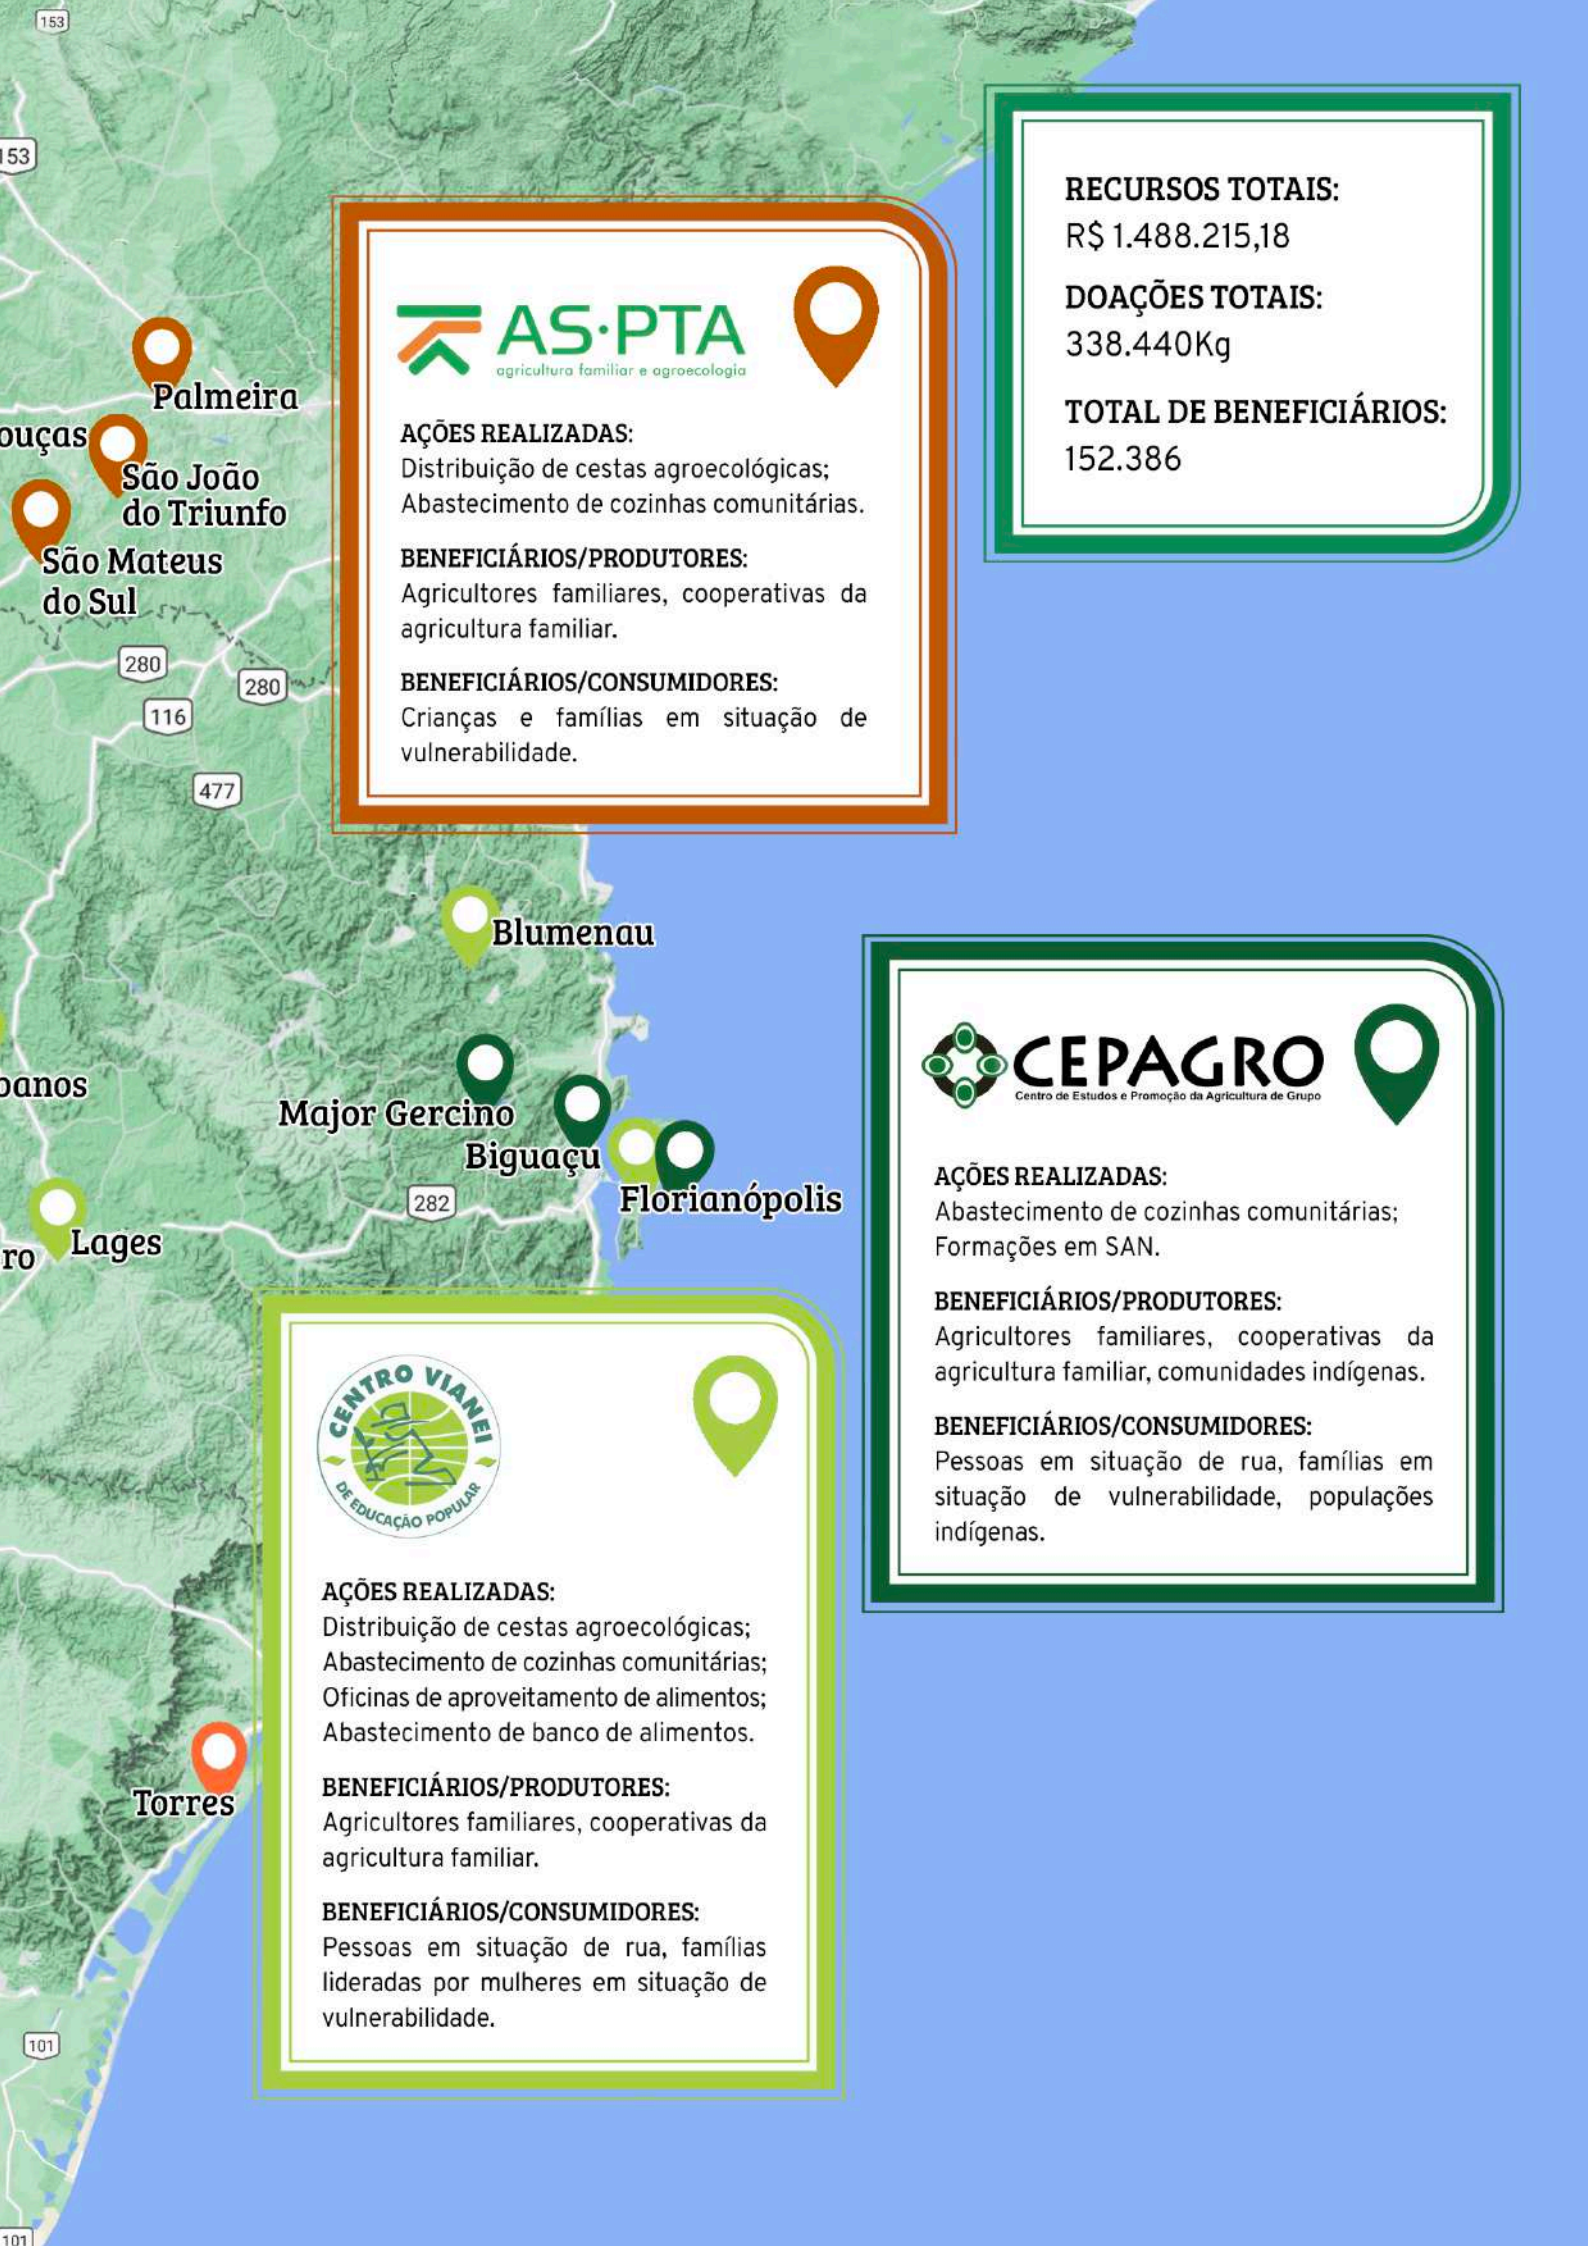 153
153
RECURSOS TOTAIS:
R$ 1.488.215,18
DOAÇÕES TOTAIS:
338.440Kg
TOTAL DE BENEFICIÁRIOS:
152.386
AS·PTA
agricultura familiar e agroecologia
AÇÕES REALIZADAS:
Distribuição de cestas agroecológicas;
Abastecimento de cozinhas comunitárias.
BENEFICIÁRIOS/PRODUTORES:
Agricultores familiares, cooperativas da
agricultura familiar.
BENEFICIÁRIOS/CONSUMIDORES:
Crianças e famílias em situação de
vulnerabilidade.
Palmeira
ouças
São João
do Triunfo
São Mateus
do Sul
280
280
116
477
Blumenau
banos
Major Gercino
Biguaçu
Florianópolis
282
ro
Lages
CEPAGRO
Centro de Estudos e Promoção da Agricultura de Grupo
AÇÕES REALIZADAS:
Abastecimento de cozinhas comunitárias;
Formações em SAN.
BENEFICIÁRIOS/PRODUTORES:
Agricultores familiares, cooperativas da
agricultura familiar, comunidades indígenas.
BENEFICIÁRIOS/CONSUMIDORES:
Pessoas em situação de rua, famílias em
situação de vulnerabilidade, populações
indígenas.
CENTRO VIANEI
DE EDUCAÇÃO POPULAR
AÇÕES REALIZADAS:
Distribuição de cestas agroecológicas;
Abastecimento de cozinhas comunitárias;
Oficinas de aproveitamento de alimentos;
Abastecimento de banco de alimentos.
BENEFICIÁRIOS/PRODUTORES:
Agricultores familiares, cooperativas da
agricultura familiar.
BENEFICIÁRIOS/CONSUMIDORES:
Pessoas em situação de rua, famílias
lideradas por mulheres em situação de
vulnerabilidade.
Torres
101
101